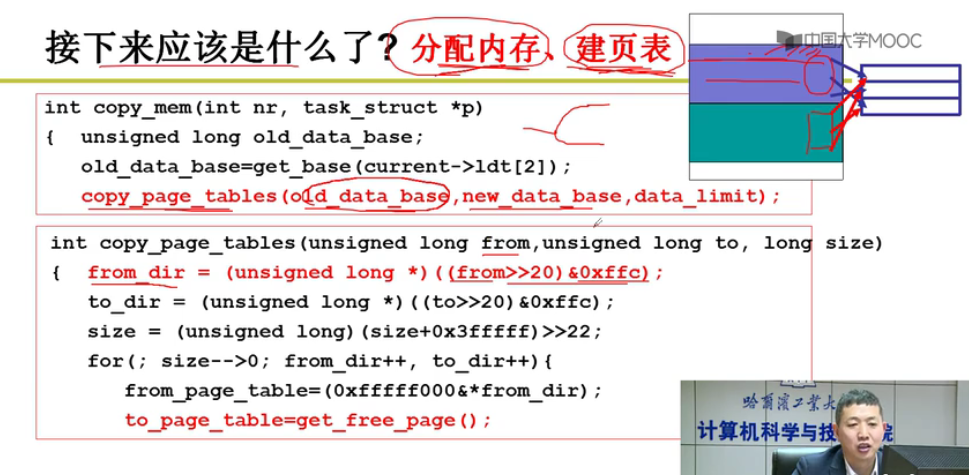 接下来应该是什么了?分配内存、建页表
中国大学MOOC
int copy_mem(int nr, task_struct *p)
{ unsigned long old_data_base;
old_data_base=get_base(current->ldt[2]);
copy_page_tables(old_data_base,new_data_base,data_limit);
int copy_page_tables(unsigned long from,unsigned long to, long size)
{ from_dir = (unsigned long *)((from>>20)&0xffc);
to_dir = (unsigned long *)((to>>20)&0xffc);
size = (unsigned long)(size+0x3fffff)>>22;
for(; size-->0; from_dir++, to_dir++){
from_page_table=(0xfffff000&*from_dir);
to_page_table=get_free_page();
哈尔滨工业大
计算机科学与技 院